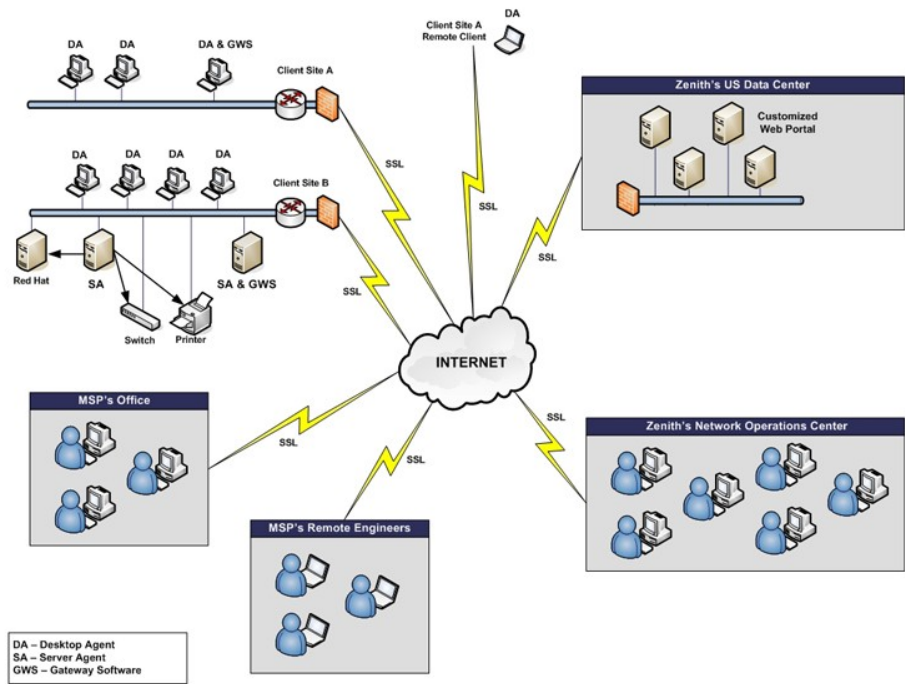 DA
Client Site A
Remote Client
DA
DA
DA & GWS
Client Site A
SSL
DA
DA
DA
DA
Client Site B
SSL
Red Hat
SA
SA & GWS
Switch
Printer
SSL
Zenith's US Data Center
Customized
Web Portal
SSL
INTERNET
MSP's Office
SSL
MSP's Remote Engineers
SSL
Zenith's Network Operations Center
SSL
DA – Desktop Agent
SA – Server Agent
GWS – Gateway Software